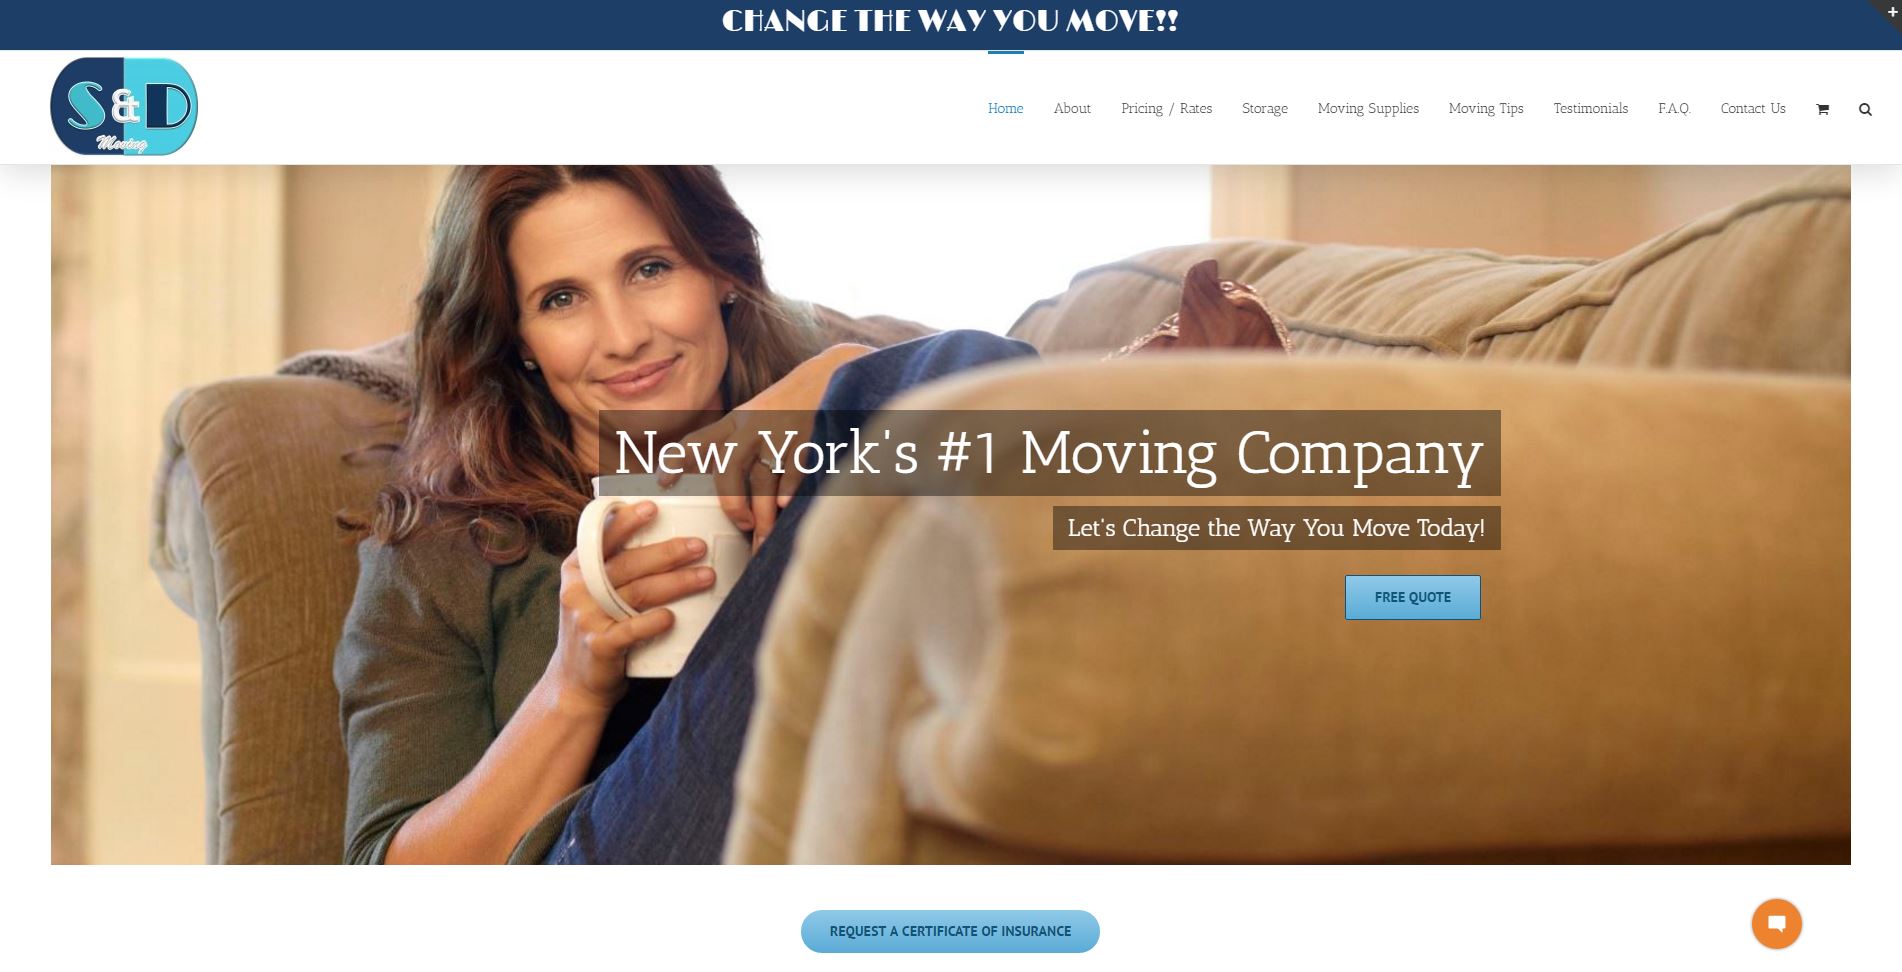 CHANGE THE WAY YOU MOVE!!
S&D
Moving
Home About Pricing / Rates Storage Moving Supplies Moving Tips Testimonials F.A.Q. Contact Us
New York's #1 Moving Company
Let's Change the Way You Move Today!
FREE QUOTE
REQUEST A CERTIFICATE OF INSURANCE